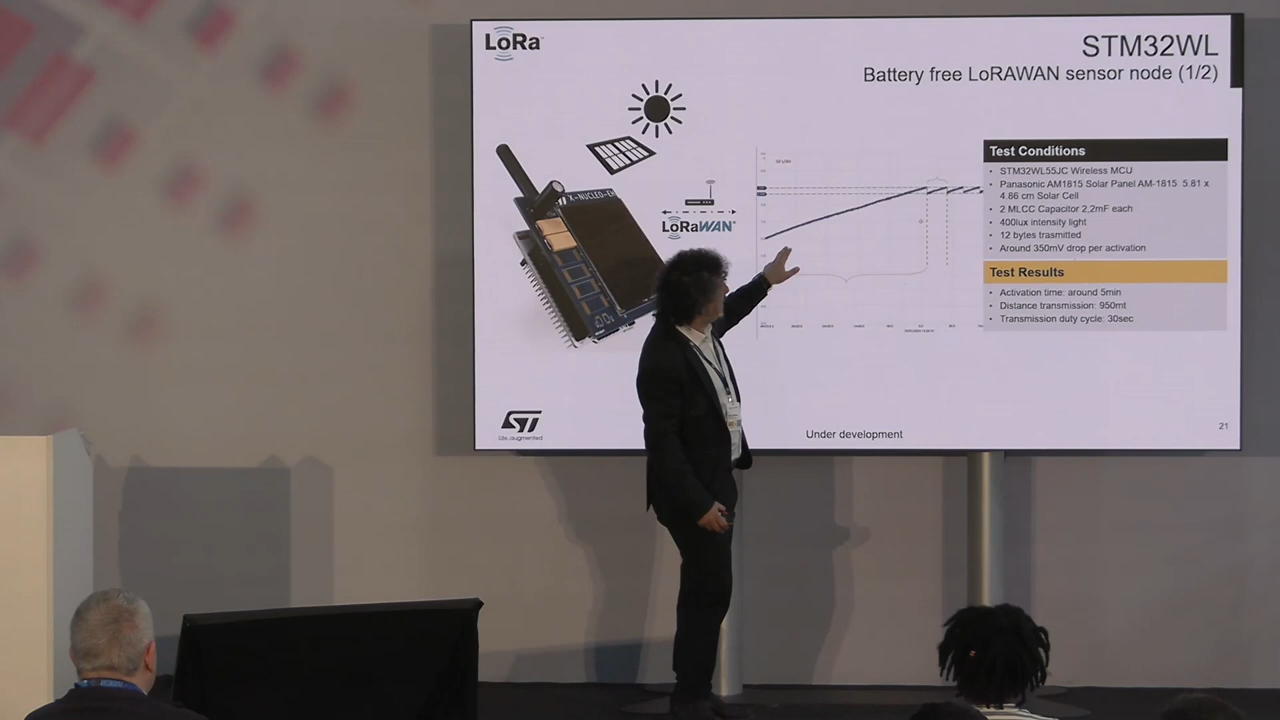 LoRa
STM32WL
Battery free LoRAWAN sensor node (1/2)
X-NUCLEO-
LoRaWAN
Test Conditions
• STM32WL55JC Wireless MCU
• Panasonic AM1815 Solar Panel AM-1815 5.81 x
4.86 cm Solar Cell
• 2 MLCC Capacitor 2,2mF each
• 400lux intensity light
• 12 bytes trasmitted
• Around 350mV drop per activation
Test Results
• Activation time: around 5min
• Distance transmission: 950mt
• Transmission duty cycle: 30sec
ST
life.augmented
Under development
21